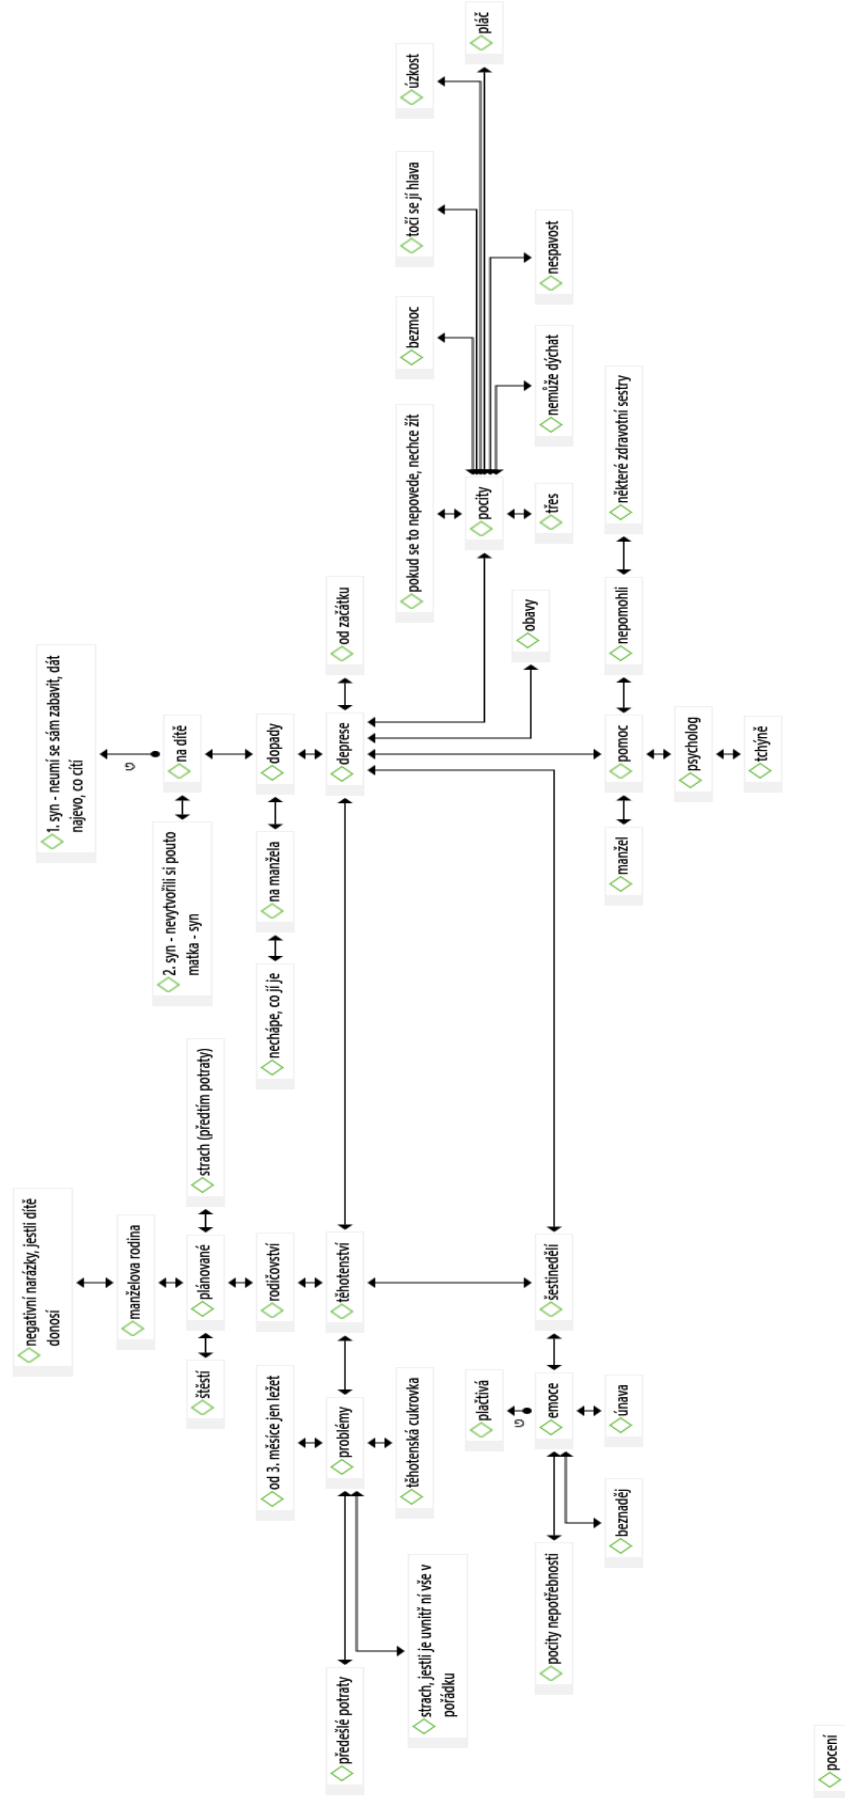 negativní narázky, jestli dítě
donosí
manželova rodina
štěstí
plánované
strach (předtím potraty)
rodičovství
od 3. měsíce jen ležet
předešlé potraty
problémy
těhotenství
těhotenská cukrovka
strach, jestli je uvnitř ní vše v
pořádku
plačtivá
pocity nepotřebnosti
emoce
šestinedělí
beznaděj
únava
pocení
1. syn - neumí se sám zabavit, dát
najevo, co cítí
2. syn - nevytvořili si pouto
matka - syn
na dítě
nechápe, co jí je
na manžela
dopady
deprese
od začátku
obavy
manžel
pomoc
nepomohli
některé zdravotní sestry
psycholog
tchýně
pokud se to nepovede, nechce žít
bezmoc
točí se jí hlava
úzkost
pocity
pláč
třes
nemůže dýchat
nespavost